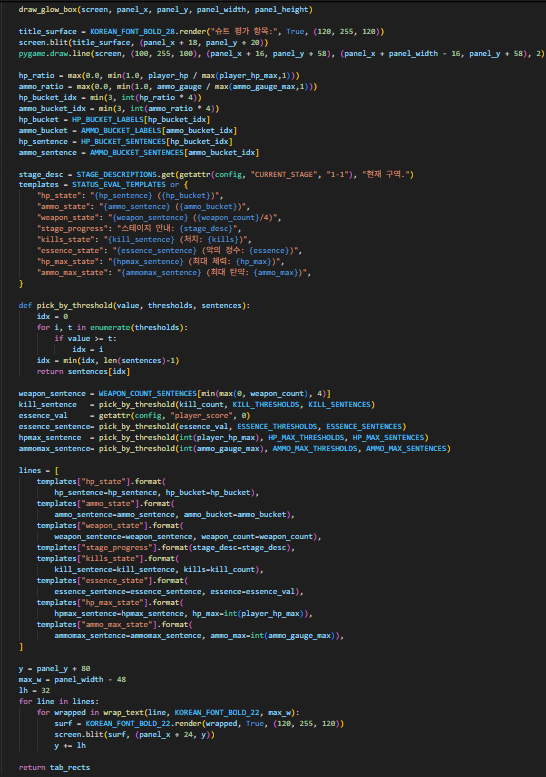 draw_glow_box(screen, panel_x, panel_y, panel_width, panel_height)

title_surface = KOREAN_FONT_BOLD_28.render("슈트 평가 항목:", True, (120, 255, 120))
screen.blit(title_surface, (panel_x + 18, panel_y + 20))
pygame.draw.line(screen, (100, 255, 100), (panel_x + 16, panel_y + 58), (panel_x + panel_width - 16, panel_y + 58), 2)

hp_ratio = max(0.0, min(1.0, player_hp / max(player_hp_max,1)))
ammo_ratio = max(0.0, min(1.0, ammo_gauge / max(ammo_gauge_max,1)))
hp_bucket_idx = min(3, int(hp_ratio * 4))
ammo_bucket_idx = min(3, int(ammo_ratio * 4))
hp_bucket = HP_BUCKET_LABELS[hp_bucket_idx]
ammo_bucket = AMMO_BUCKET_LABELS[ammo_bucket_idx]
hp_sentence = HP_BUCKET_SENTENCES[hp_bucket_idx]
ammo_sentence = AMMO_BUCKET_SENTENCES[ammo_bucket_idx]

stage_desc = STAGE_DESCRIPTIONS.get(getattr(config, "CURRENT_STAGE", "1-1"), "현재 구역.")
templates = STATUS_EVAL_TEMPLATES or {
    "hp_state": "{hp_sentence} ({hp_bucket})",
    "ammo_state": "{ammo_sentence} ({ammo_bucket})",
    "weapon_state": "{weapon_sentence} ({weapon_count}/4)",
    "stage_progress": "스테이지 안내: {stage_desc}",
    "kills_state": "{kill_sentence} (처치: {kills})",
    "essence_state": "{essence_sentence} (악의 정수: {essence})",
    "hp_max_state": "{hpmax_sentence} (최대 체력: {hp_max})",
    "ammo_max_state": "{ammomax_sentence} (최대 탄약: {ammo_max})",
}

def pick_by_threshold(value, thresholds, sentences):
    idx = 0
    for i, t in enumerate(thresholds):
        if value >= t:
            idx = i
    idx = min(idx, len(sentences)-1)
    return sentences[idx]

weapon_sentence = WEAPON_COUNT_SENTENCES[min(max(0, weapon_count), 4)]
kill_sentence   = pick_by_threshold(kill_count, KILL_THRESHOLDS, KILL_SENTENCES)
essence_val     = getattr(config, "player_score", 0)
essence_sentence= pick_by_threshold(essence_val, ESSENCE_THRESHOLDS, ESSENCE_SENTENCES)
hpmax_sentence  = pick_by_threshold(int(player_hp_max), HP_MAX_THRESHOLDS, HP_MAX_SENTENCES)
ammomax_sentence= pick_by_threshold(int(ammo_gauge_max), AMMO_MAX_THRESHOLDS, AMMO_MAX_SENTENCES)

lines = [
    templates["hp_state"].format(
        hp_sentence=hp_sentence, hp_bucket=hp_bucket),
    templates["ammo_state"].format(
        ammo_sentence=ammo_sentence, ammo_bucket=ammo_bucket),
    templates["weapon_state"].format(
        weapon_sentence=weapon_sentence, weapon_count=weapon_count),
    templates["stage_progress"].format(stage_desc=stage_desc),
    templates["kills_state"].format(
        kill_sentence=kill_sentence, kills=kill_count),
    templates["essence_state"].format(
        essence_sentence=essence_sentence, essence=essence_val),
    templates["hp_max_state"].format(
        hpmax_sentence=hpmax_sentence, hp_max=int(player_hp_max)),
    templates["ammo_max_state"].format(
        ammomax_sentence=ammomax_sentence, ammo_max=int(ammo_gauge_max)),
]

y = panel_y + 80
max_w = panel_width - 48
lh = 32
for line in lines:
    for wrapped in wrap_text(line, KOREAN_FONT_BOLD_22, max_w):
        surf = KOREAN_FONT_BOLD_22.render(wrapped, True, (120, 255, 120))
        screen.blit(surf, (panel_x + 24, y))
        y += lh

return tab_rects